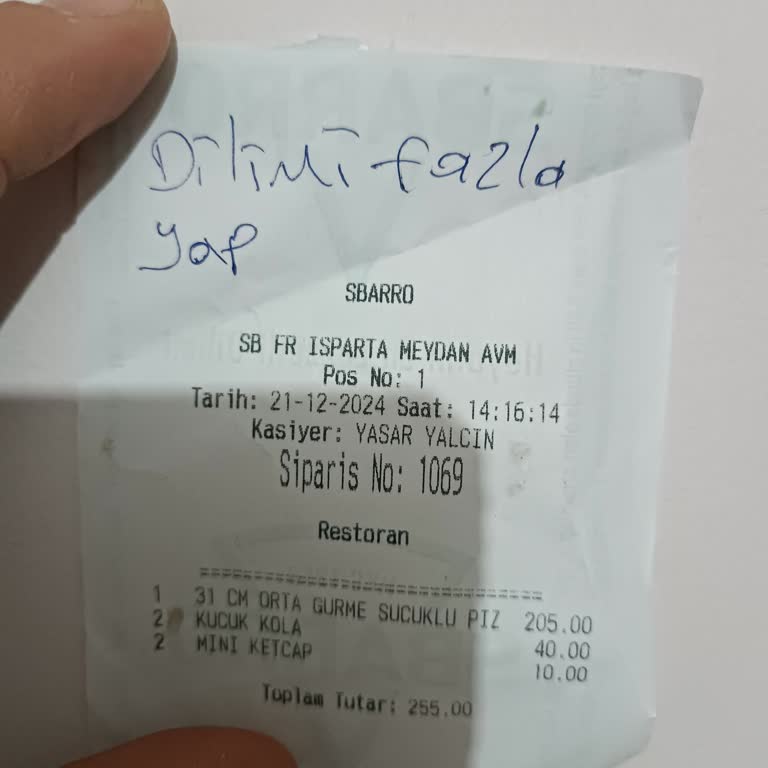 Dilimi fazla
yap
SBARRO
SB FR ISPARTA MEYDAN AVM
Pos No: 1
Tarih: 21-12-2024 Saat: 14:16:14
Kasiyer: YASAR YALCIN
Siparis No: 1069
Restoran
1 31 CM ORTA GURME SUCUKLU PIZ 205.00
2 KUCUK KOLA 40.00
2 MINI KETCAP 10.00
Toplam Tutar: 255.00